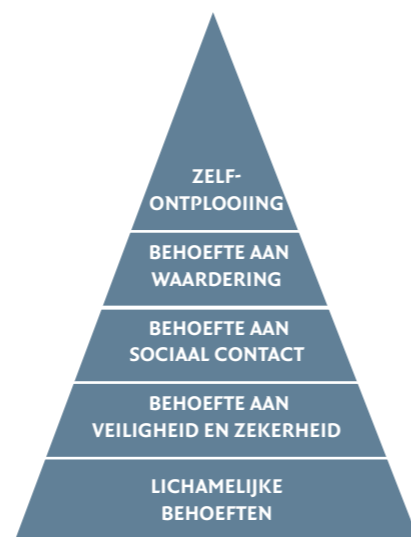 ZELF-
ONTPLOOIING
BEHOEFTE AAN
WAARDERING
BEHOEFTE AAN
SOCIAAL CONTACT
BEHOEFTE AAN
VEILIGHEID EN ZEKERHEID
LICHAMELIJKE
BEHOEFTEN